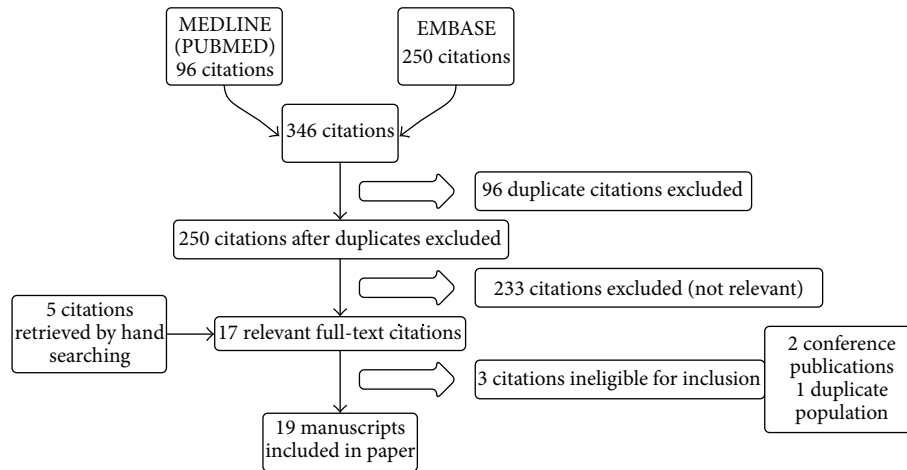 MEDLINE
(PUBMED)
96 citations
EMBASE
250 citations
346 citations
96 duplicate citations excluded
250 citations after duplicates excluded
233 citations excluded (not relevant)
5 citations
retrieved by hand
searching
17 relevant full-text citations
3 citations ineligible for inclusion
2 conference
publications
1 duplicate
population
19 manuscripts
included in paper